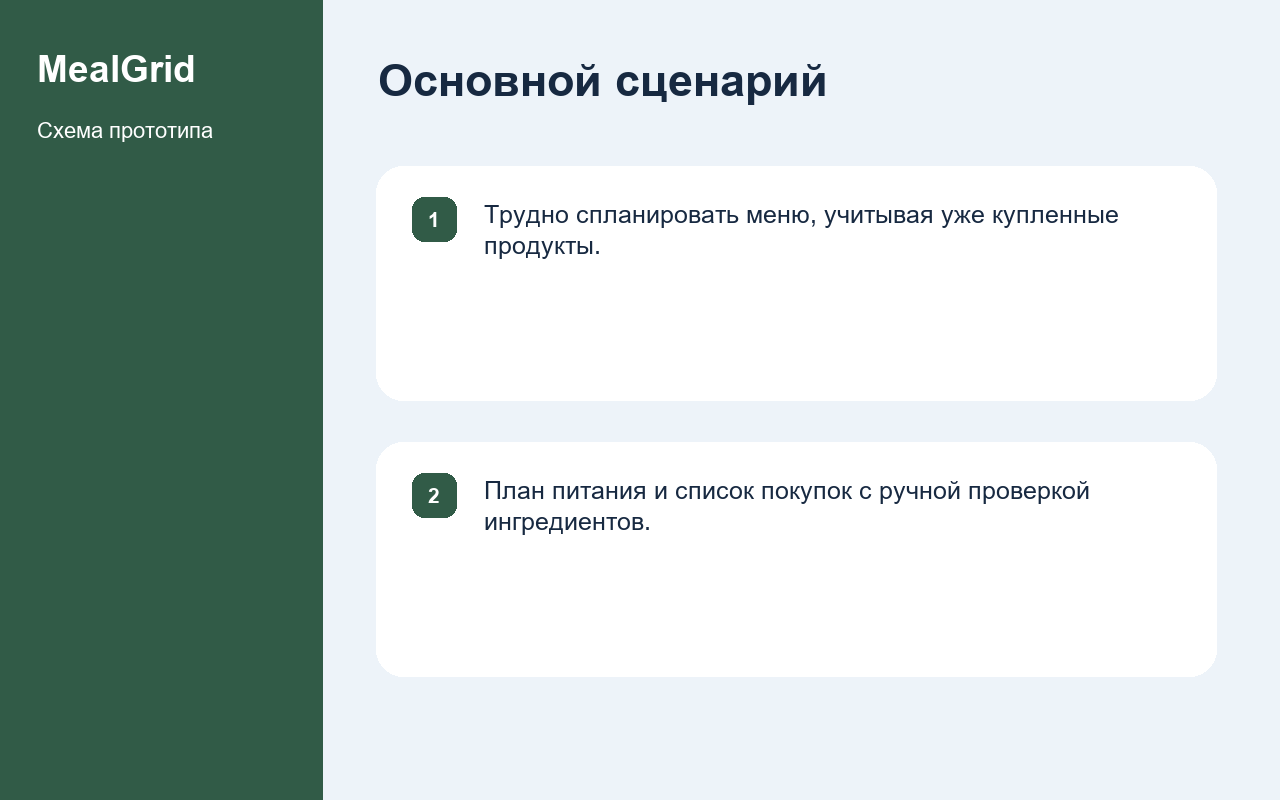 MealGrid
Схема прототипа
Основной сценарий
1
Трудно спланировать меню, учитывая уже купленные
продукты.
2
План питания и список покупок с ручной проверкой
ингредиентов.